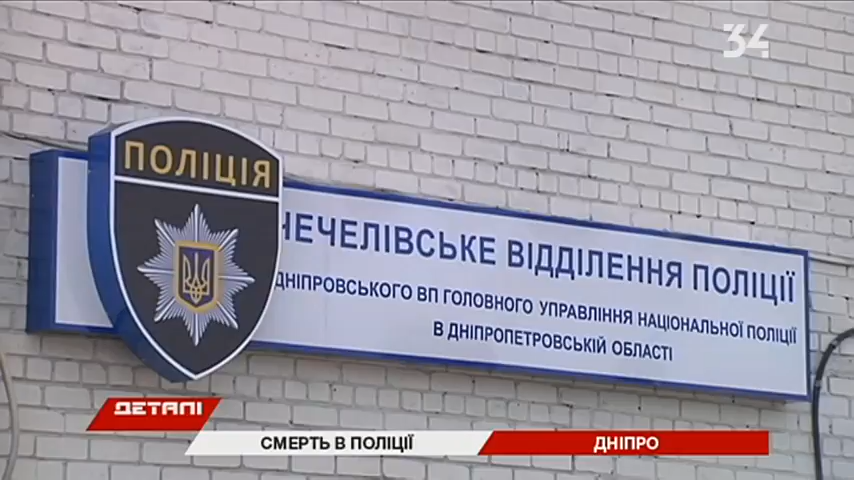 34
ПОЛІЦІЯ
ЧЕЧЕЛІВСЬКЕ ВІДДІЛЕННЯ ПОЛІЦІЇ
ДНІПРОВСЬКОГО ВП ГОЛОВНОГО УПРАВЛІННЯ НАЦІОНАЛЬНОЇ ПОЛІЦІЇ
В ДНІПРОПЕТРОВСЬКІЙ ОБЛАСТІ
ДЕТАЛІ
СМЕРТЬ В ПОЛІЦІЇ
ДНІПРО